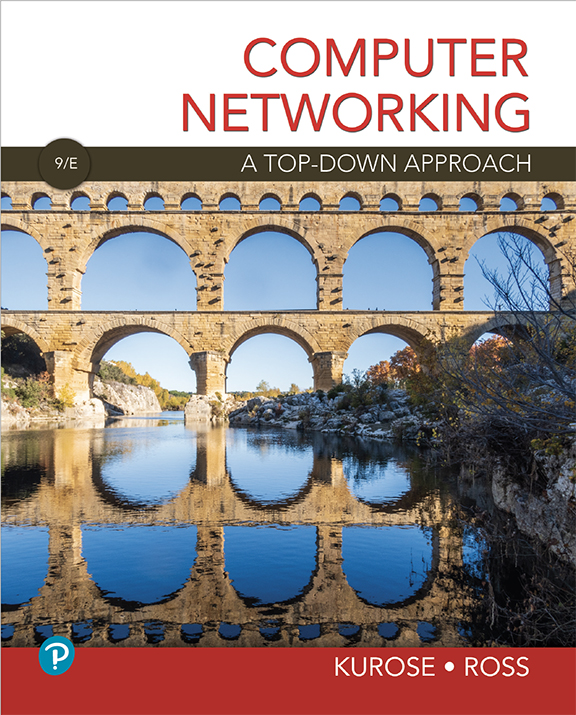 COMPUTER
NETWORKING
9/E
A TOP-DOWN APPROACH
P
KUROSE • ROSS